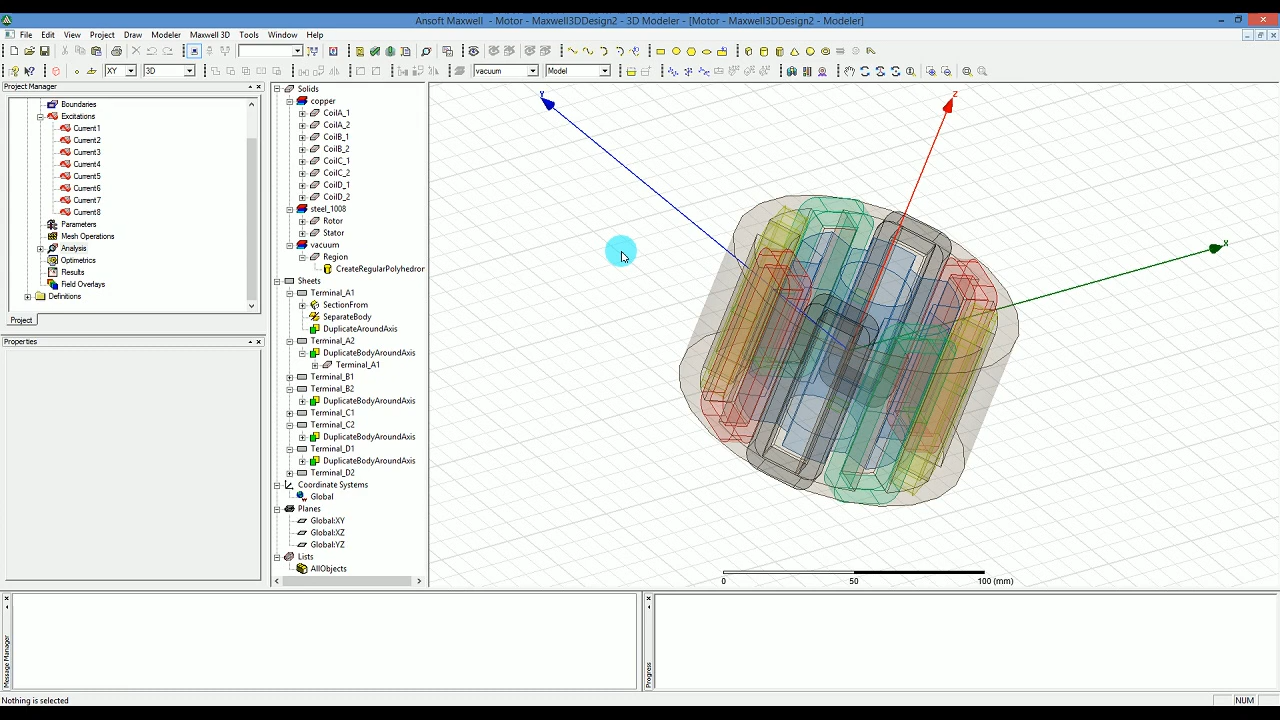 Ansoft Maxwell - Motor - Maxwell3DDesign2 - 3D Modeler - [Motor - Maxwell3DDesign2 - Modeler]
File Edit View Project Draw Modeler Maxwell 3D Tools Window Help
XY 3D vacuum Model
Project Manager
Boundaries
Excitations
Current1
Current2
Current3
Current4
Current5
Current6
Current7
Current8
Parameters
Mesh Operations
Analysis
Optimetrics
Results
Field Overlays
Definitions
Project
Properties
Solids
copper
CoilA_1
CoilA_2
CoilB_1
CoilB_2
CoilC_1
CoilC_2
CoilD_1
CoilD_2
steel_1008
Rotor
Stator
vacuum
Region
CreateRegularPolyhedror
Sheets
Terminal_A1
SectionFrom
SeparateBody
DuplicateAroundAxis
Terminal_A2
DuplicateBodyAroundAxis
Terminal_A1
Terminal_B1
Terminal_B2
DuplicateBodyAroundAxis
Terminal_C1
Terminal_C2
DuplicateBodyAroundAxis
Terminal_D1
DuplicateBodyAroundAxis
Terminal_D2
Coordinate Systems
Global
Planes
Global:XY
Global:XZ
Global:YZ
Lists
AllObjects
Y
Z
X
0 50 100 (mm)
Message Manager
Progress
Nothing is selected
NUM